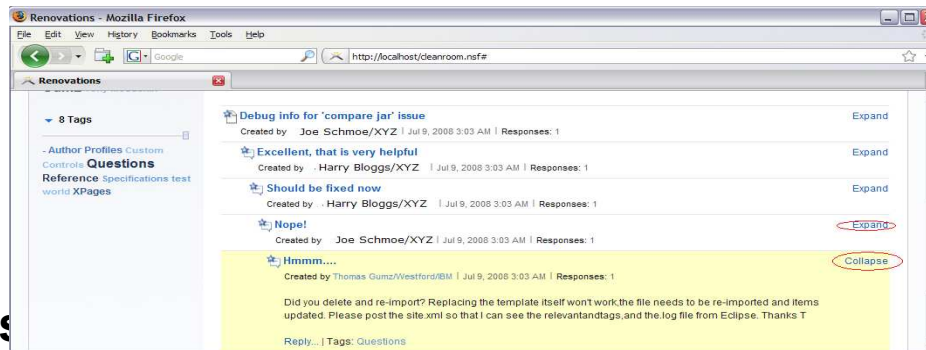 Renovations - Mozilla Firefox
File Edit View History Bookmarks Tools Help
G Google http://localhost/cleanroom.nsf#
Renovations
8 Tags
- Author Profiles Custom
Controls Questions
Reference Specifications test
world XPages
Debug info for 'compare jar' issue Expand
Created by Joe Schmoe/XYZ | Jul 9, 2008 3:03 AM | Responses: 1
Excellent, that is very helpful Expand
Created by Harry Bloggs/XYZ | Jul 9, 2008 3:03 AM | Responses: 1
Should be fixed now Expand
Created by Harry Bloggs/XYZ | Jul 9, 2008 3:03 AM | Responses: 1
Nope! Expand
Created by Joe Schmoe/XYZ | Jul 9, 2008 3:03 AM | Responses: 1
Hmmm.... Collapse
Created by Thomas Gumz/Westford/IBM | Jul 9, 2008 3:03 AM | Responses: 1
Did you delete and re-import? Replacing the template itself won't work,the file needs to be re-imported and items
updated. Please post the site.xml so that I can see the relevantandtags,and the.log file from Eclipse. Thanks T
Reply... | Tags: Questions